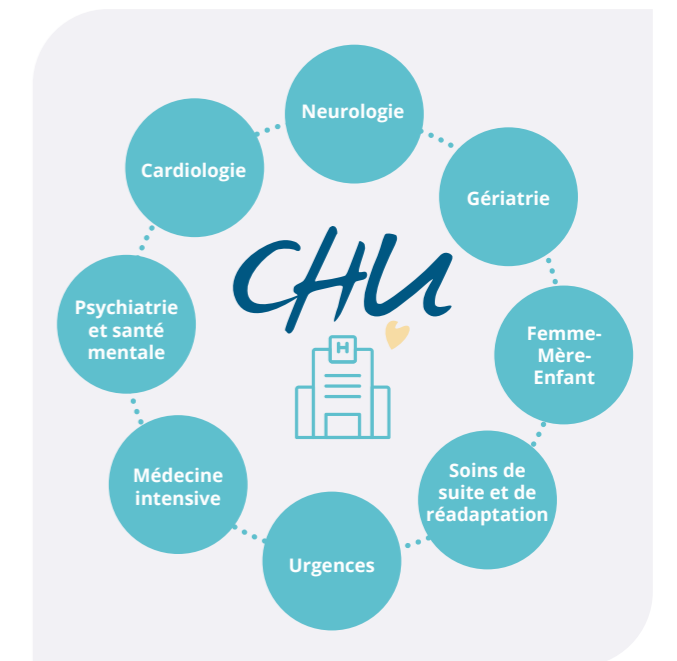 Neurologie
Cardiologie
Gériatrie
CHU
Psychiatrie
et santé
mentale
H
Femme-
Mère-
Enfant
Médecine
intensive
Soins de
suite et de
réadaptation
Urgences